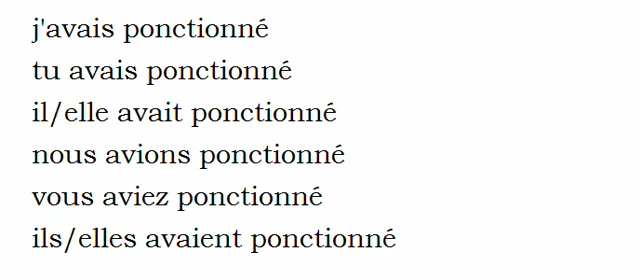 j'avais ponctionné
tu avais ponctionné
il/elle avait ponctionné
nous avions ponctionné
vous aviez ponctionné
ils/elles avaient ponctionné